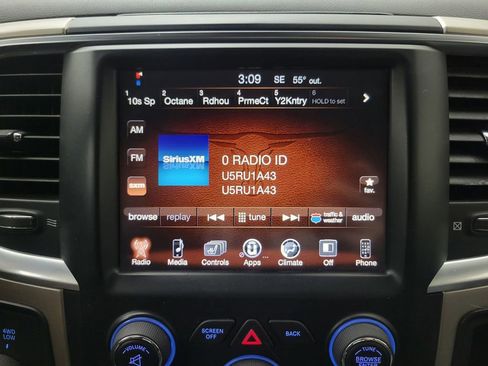 3:09 SE 55° out.
1 2 3 4 5 6
10s Sp Octane Rdhou PrmeCt Y2Kntry HOLD to set
AM
FM
sxm
SiriusXM
0 RADIO ID
U5RU1A43
U5RU1A43
fav.
browse replay tune traffic & weather audio
Radio Media Controls Apps Climate Off Phone
4WD
LOW
SCREEN
OFF
BACK
VOLUME
TUNE
BROWSE
ENTER